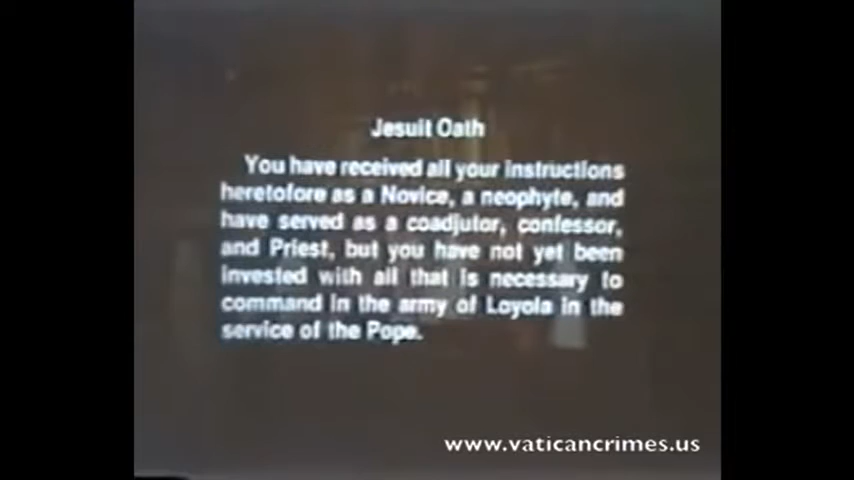 Jesuit Oath
You have received all your instructions
heretofore as a Novice, a neophyte, and
have served as a coadjutor, confessor,
and Priest, but you have not yet been
invested with all that is necessary to
command in the army of Loyola in the
service of the Pope.
www.vaticancrimes.us